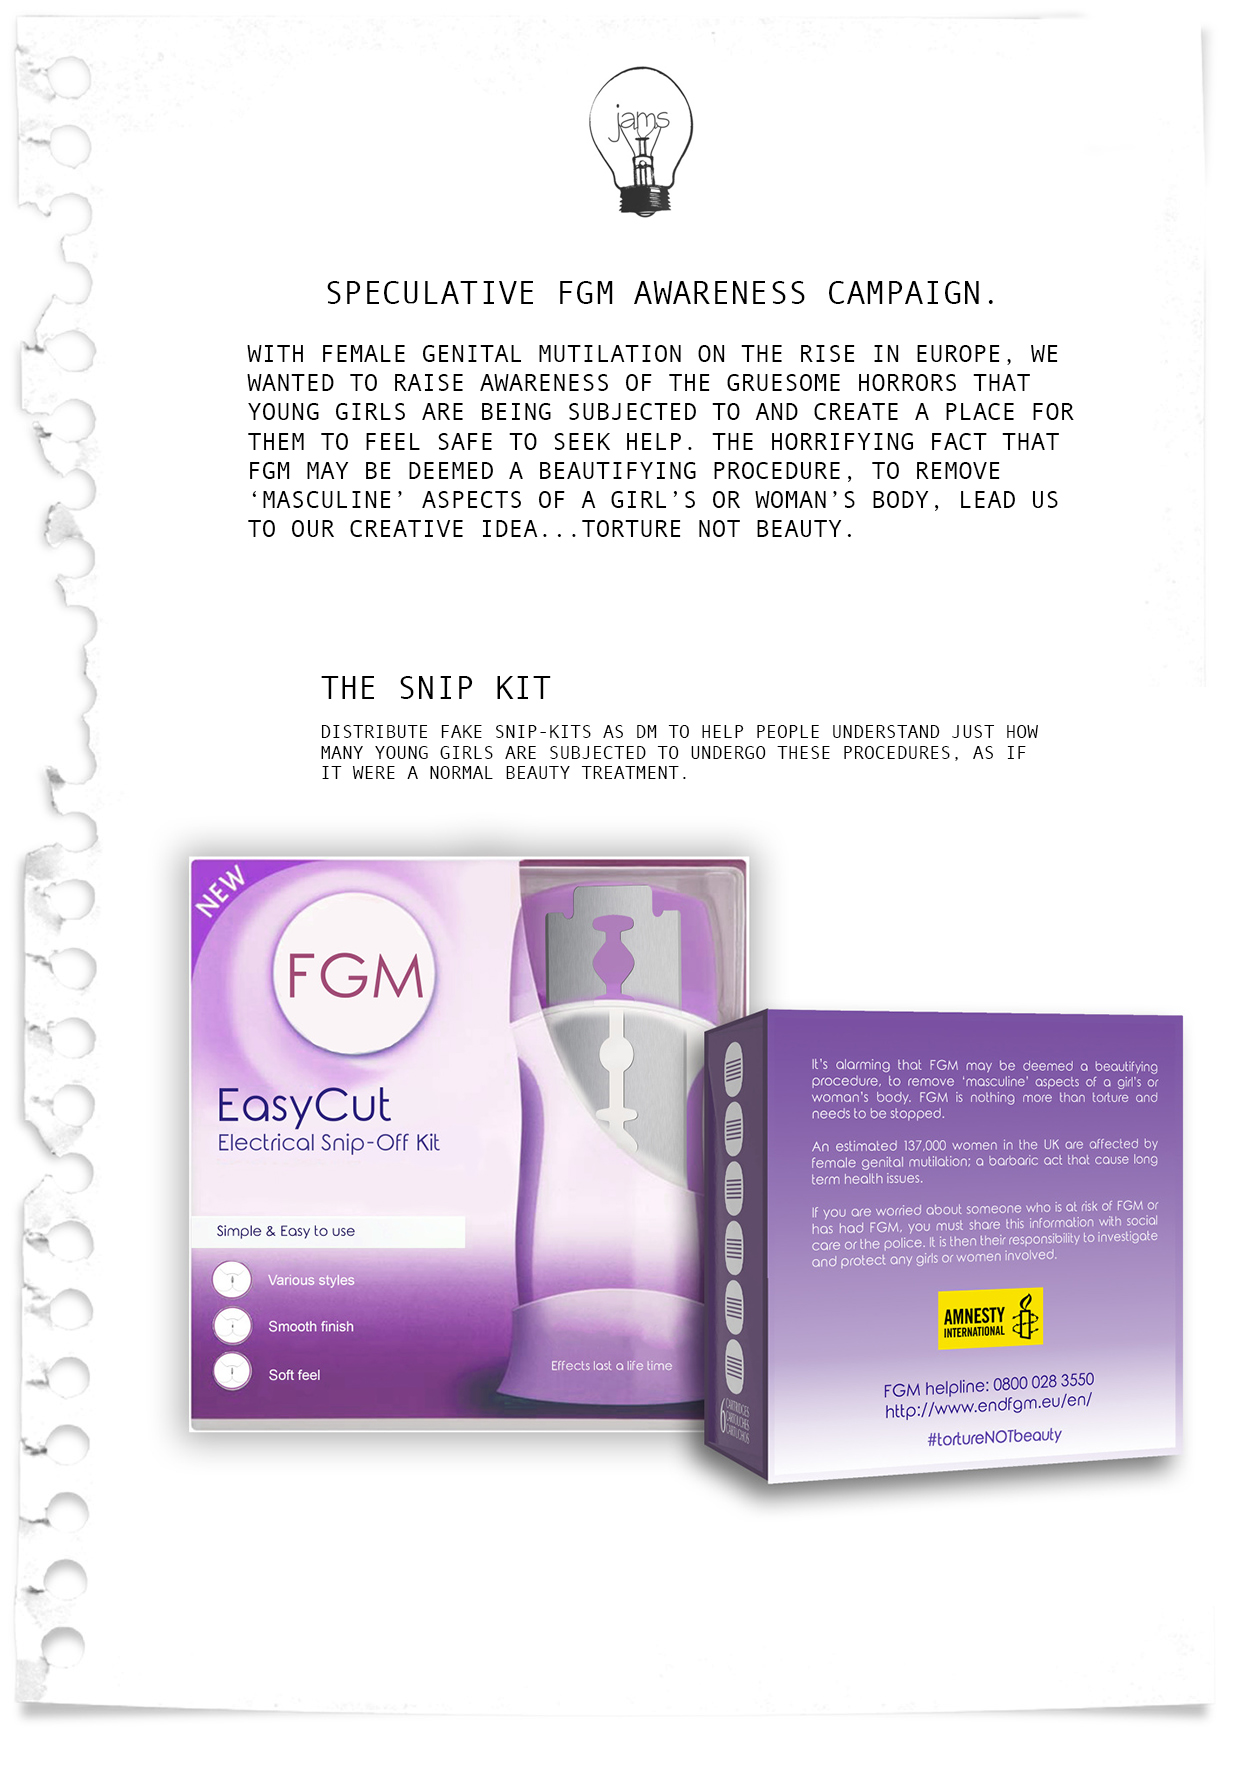 jams
SPECULATIVE FGM AWARENESS CAMPAIGN.
WITH FEMALE GENITAL MUTILATION ON THE RISE IN EUROPE, WE
WANTED TO RAISE AWARENESS OF THE GRUESOME HORRORS THAT
YOUNG GIRLS ARE BEING SUBJECTED TO AND CREATE A PLACE FOR
THEM TO FEEL SAFE TO SEEK HELP. THE HORRIFYING FACT THAT
FGM MAY BE DEEMED A BEAUTIFYING PROCEDURE, TO REMOVE
‘MASCULINE’ ASPECTS OF A GIRL’S OR WOMAN’S BODY, LEAD US
TO OUR CREATIVE IDEA...TORTURE NOT BEAUTY.
THE SNIP KIT
DISTRIBUTE FAKE SNIP-KITS AS DM TO HELP PEOPLE UNDERSTAND JUST HOW
MANY YOUNG GIRLS ARE SUBJECTED TO UNDERGO THESE PROCEDURES, AS IF
IT WERE A NORMAL BEAUTY TREATMENT.
NEW
FGM
EasyCut
Electrical Snip-Off Kit
Simple & Easy to use
Various styles
Smooth finish
Soft feel
Effects last a life time
6 CARTRIDGES
CARTOUCHES
CARTUCHOS
It's alarming that FGM may be deemed a beautifying
procedure, to remove ‘masculine’ aspects of a girl's or
woman's body. FGM is nothing more than torture and
needs to be stopped.
An estimated 137,000 women in the UK are affected by
female genital mutilation; a barbaric act that cause long
term health issues.
If you are worried about someone who is at risk of FGM or
has had FGM, you must share this information with social
care or the police. It is then their responsibility to investigate
and protect any girls or women involved.
AMNESTY
INTERNATIONAL
FGM helpline: 0800 028 3550
http://www.endfgm.eu/en/
#tortureNOTbeauty